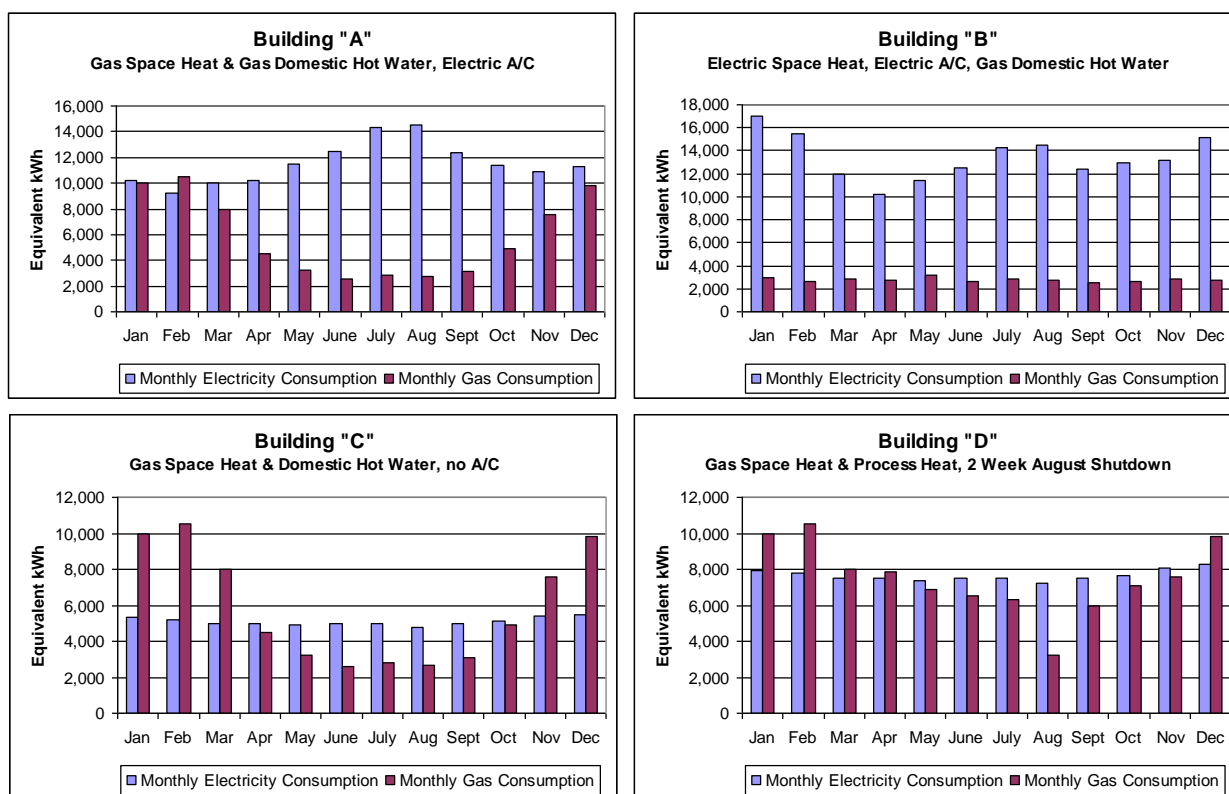 Building "A"
Gas Space Heat & Gas Domestic Hot Water, Electric A/C
Equivalent kWh
16,000
14,000
12,000
10,000
8,000
6,000
4,000
2,000
0
Jan Feb Mar Apr May June July Aug Sept Oct Nov Dec
Monthly Electricity Consumption Monthly Gas Consumption
Building "B"
Electric Space Heat, Electric A/C, Gas Domestic Hot Water
Equivalent kWh
18,000
16,000
14,000
12,000
10,000
8,000
6,000
4,000
2,000
0
Jan Feb Mar Apr May June July Aug Sept Oct Nov Dec
Monthly Electricity Consumption Monthly Gas Consumption
Building "C"
Gas Space Heat & Domestic Hot Water, no A/C
Equivalent kWh
12,000
10,000
8,000
6,000
4,000
2,000
0
Jan Feb Mar Apr May June July Aug Sept Oct Nov Dec
Monthly Electricity Consumption Monthly Gas Consumption
Building "D"
Gas Space Heat & Process Heat, 2 Week August Shutdown
Equivalent kWh
12,000
10,000
8,000
6,000
4,000
2,000
0
Jan Feb Mar Apr May June July Aug Sept Oct Nov Dec
Monthly Electricity Consumption Monthly Gas Consumption